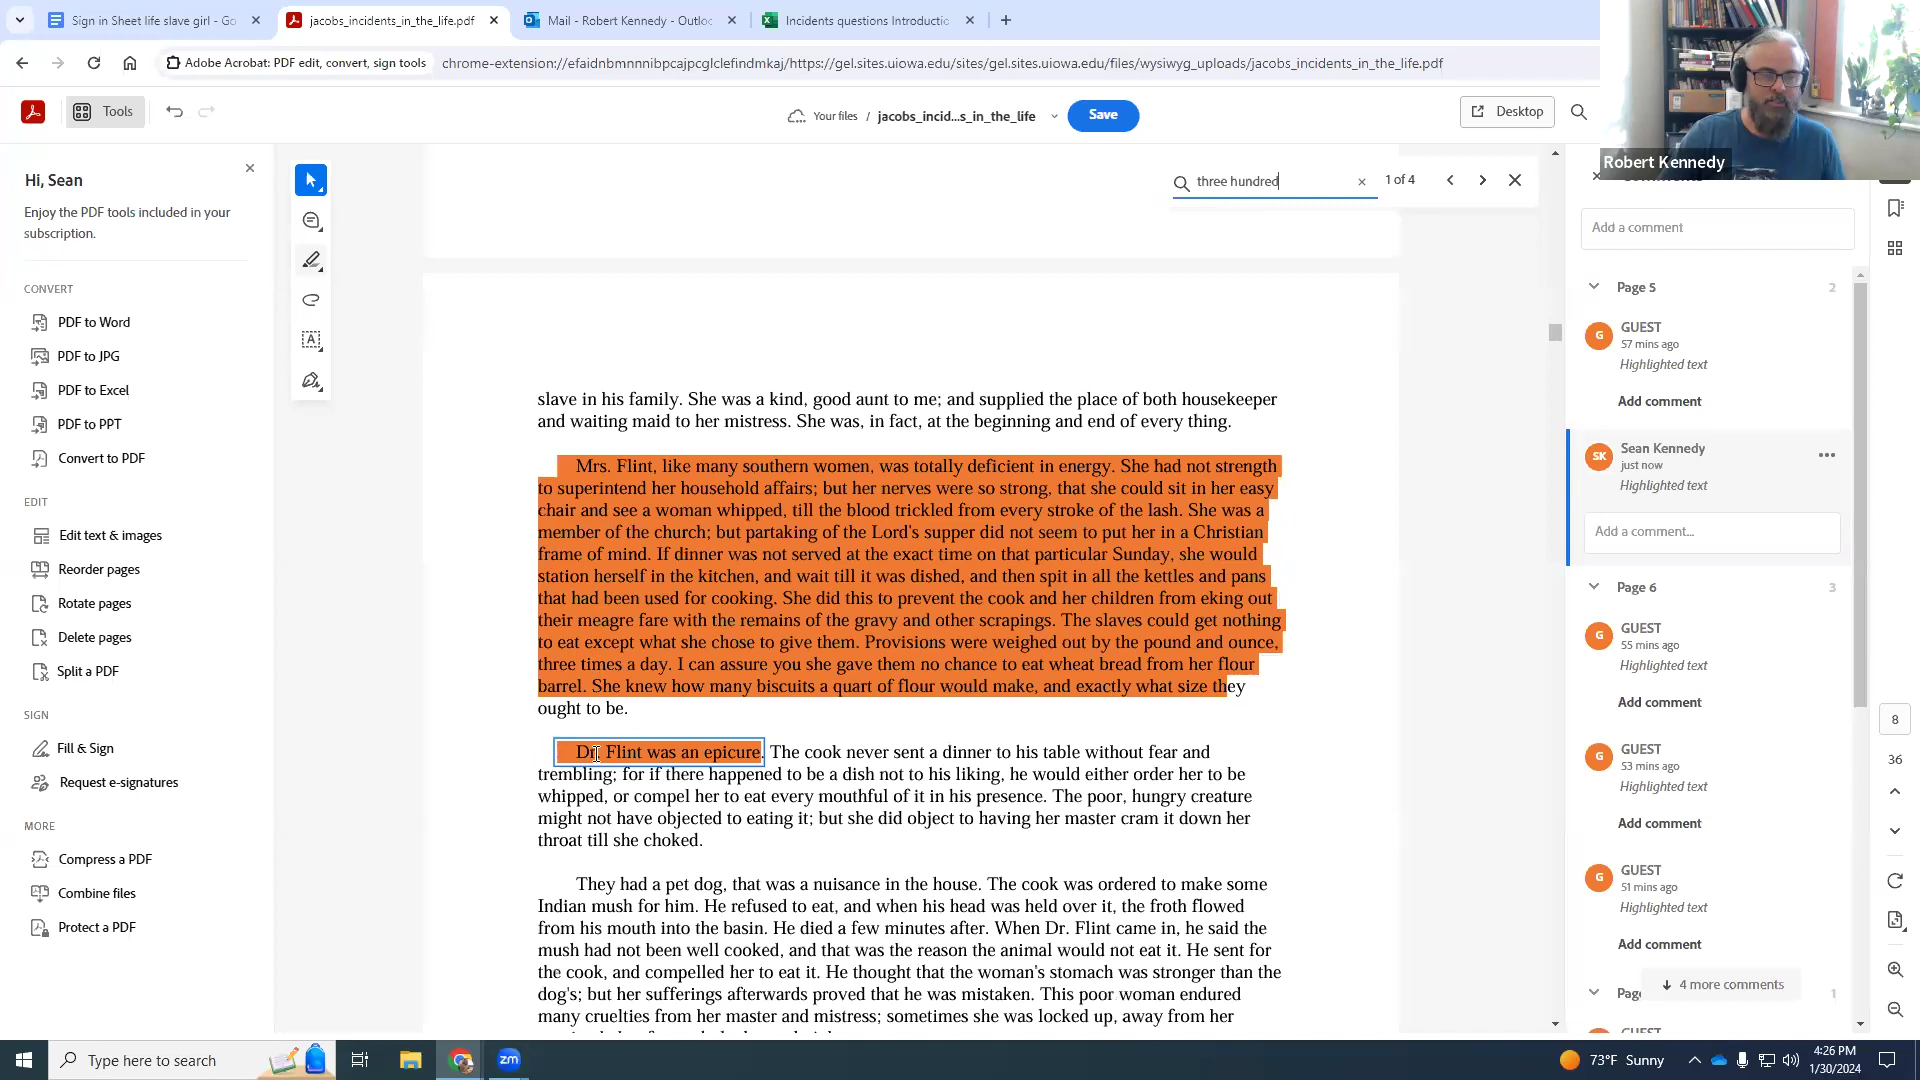 Sign in Sheet life slave girl - Go
jacobs_incidents_in_the_life.pdf
Mail - Robert Kennedy - Outloo
Incidents questions Introductio
Adobe Acrobat: PDF edit, convert, sign tools
chrome-extension://efaidnbmnnnibpcajpcglclefindmkaj/https://gel.sites.uiowa.edu/sites/gel.sites.uiowa.edu/files/wysiwyg_uploads/jacobs_incidents_in_the_life.pdf
Tools
Your files / jacobs_incid...s_in_the_life
Save
Desktop
Robert Kennedy
Hi, Sean
Enjoy the PDF tools included in your
subscription.
CONVERT
PDF to Word
PDF to JPG
PDF to Excel
PDF to PPT
Convert to PDF
EDIT
Edit text & images
Reorder pages
Rotate pages
Delete pages
Split a PDF
SIGN
Fill & Sign
Request e-signatures
MORE
Compress a PDF
Combine files
Protect a PDF
three hundred
1 of 4
slave in his family. She was a kind, good aunt to me; and supplied the place of both housekeeper
and waiting maid to her mistress. She was, in fact, at the beginning and end of every thing.
Mrs. Flint, like many southern women, was totally deficient in energy. She had not strength
to superintend her household affairs; but her nerves were so strong, that she could sit in her easy
chair and see a woman whipped, till the blood trickled from every stroke of the lash. She was a
member of the church; but partaking of the Lord's supper did not seem to put her in a Christian
frame of mind. If dinner was not served at the exact time on that particular Sunday, she would
station herself in the kitchen, and wait till it was dished, and then spit in all the kettles and pans
that had been used for cooking. She did this to prevent the cook and her children from eking out
their meagre fare with the remains of the gravy and other scrapings. The slaves could get nothing
to eat except what she chose to give them. Provisions were weighed out by the pound and ounce,
three times a day. I can assure you she gave them no chance to eat wheat bread from her flour
barrel. She knew how many biscuits a quart of flour would make, and exactly what size they
ought to be.
Dr. Flint was an epicure. The cook never sent a dinner to his table without fear and
trembling; for if there happened to be a dish not to his liking, he would either order her to be
whipped, or compel her to eat every mouthful of it in his presence. The poor, hungry creature
might not have objected to eating it; but she did object to having her master cram it down her
throat till she choked.
They had a pet dog, that was a nuisance in the house. The cook was ordered to make some
Indian mush for him. He refused to eat, and when his head was held over it, the froth flowed
from his mouth into the basin. He died a few minutes after. When Dr. Flint came in, he said the
mush had not been well cooked, and that was the reason the animal would not eat it. He sent for
the cook, and compelled her to eat it. He thought that the woman's stomach was stronger than the
dog's; but her sufferings afterwards proved that he was mistaken. This poor woman endured
many cruelties from her master and mistress; sometimes she was locked up, away from her
Add a comment
Page 5
2
G
GUEST
57 mins ago
Highlighted text
Add comment
SK
Sean Kennedy
just now
Highlighted text
Add a comment...
Page 6
3
G
GUEST
55 mins ago
Highlighted text
Add comment
G
GUEST
53 mins ago
Highlighted text
Add comment
G
GUEST
51 mins ago
Highlighted text
Add comment
4 more comments
1
8
36
Type here to search
zm
73°F Sunny
4:26 PM
1/30/2024